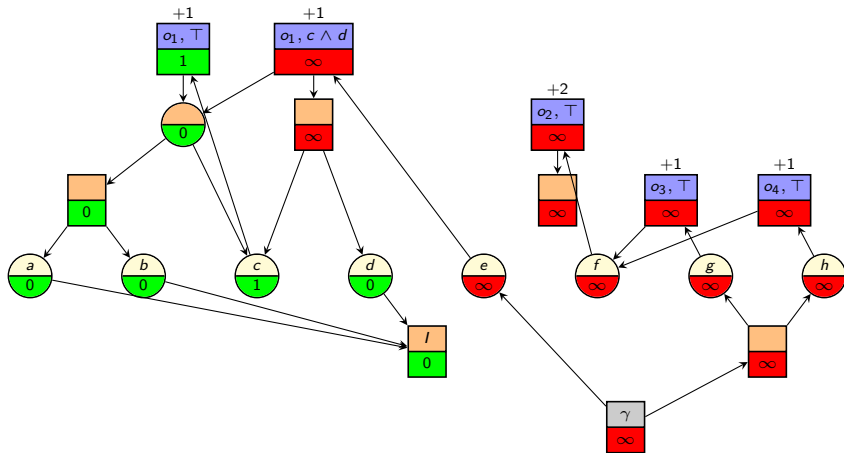 +1 +1
o₁, ⊤ o₁, c ∧ d
1 ∞
+2
o₂, ⊤
0 ∞ ∞
+1 +1
o₃, ⊤ o₄, ⊤
0 ∞ ∞ ∞
a b c d e f g h
0 0 1 0 ∞ ∞ ∞ ∞
I
0 ∞
γ
∞